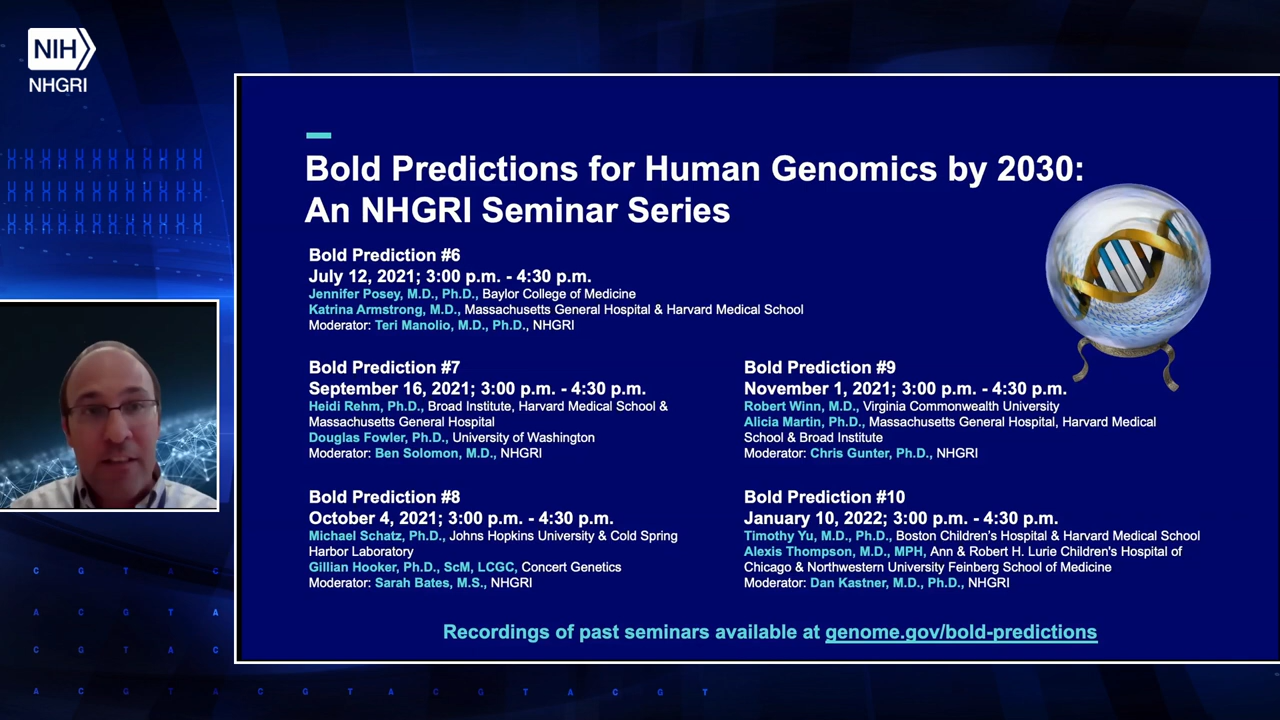 NIH
NHGRI
Bold Predictions for Human Genomics by 2030:
An NHGRI Seminar Series
Bold Prediction #6
July 12, 2021; 3:00 p.m. - 4:30 p.m.
Jennifer Posey, M.D., Ph.D., Baylor College of Medicine
Katrina Armstrong, M.D., Massachusetts General Hospital & Harvard Medical School
Moderator: Teri Manolio, M.D., Ph.D., NHGRI
Bold Prediction #7
September 16, 2021; 3:00 p.m. - 4:30 p.m.
Heidi Rehm, Ph.D., Broad Institute, Harvard Medical School &
Massachusetts General Hospital
Douglas Fowler, Ph.D., University of Washington
Moderator: Ben Solomon, M.D., NHGRI
Bold Prediction #8
October 4, 2021; 3:00 p.m. - 4:30 p.m.
Michael Schatz, Ph.D., Johns Hopkins University & Cold Spring
Harbor Laboratory
Gillian Hooker, Ph.D., ScM, LCGC, Concert Genetics
Moderator: Sarah Bates, M.S., NHGRI
Bold Prediction #9
November 1, 2021; 3:00 p.m. - 4:30 p.m.
Robert Winn, M.D., Virginia Commonwealth University
Alicia Martin, Ph.D., Massachusetts General Hospital, Harvard Medical
School & Broad Institute
Moderator: Chris Gunter, Ph.D., NHGRI
Bold Prediction #10
January 10, 2022; 3:00 p.m. - 4:30 p.m.
Timothy Yu, M.D., Ph.D., Boston Children's Hospital & Harvard Medical School
Alexis Thompson, M.D., MPH, Ann & Robert H. Lurie Children's Hospital of
Chicago & Northwestern University Feinberg School of Medicine
Moderator: Dan Kastner, M.D., Ph.D., NHGRI
Recordings of past seminars available at genome.gov/bold-predictions
C G T A C
A C G T A
C G T A C
A C G T A C G T A C G T A C G T